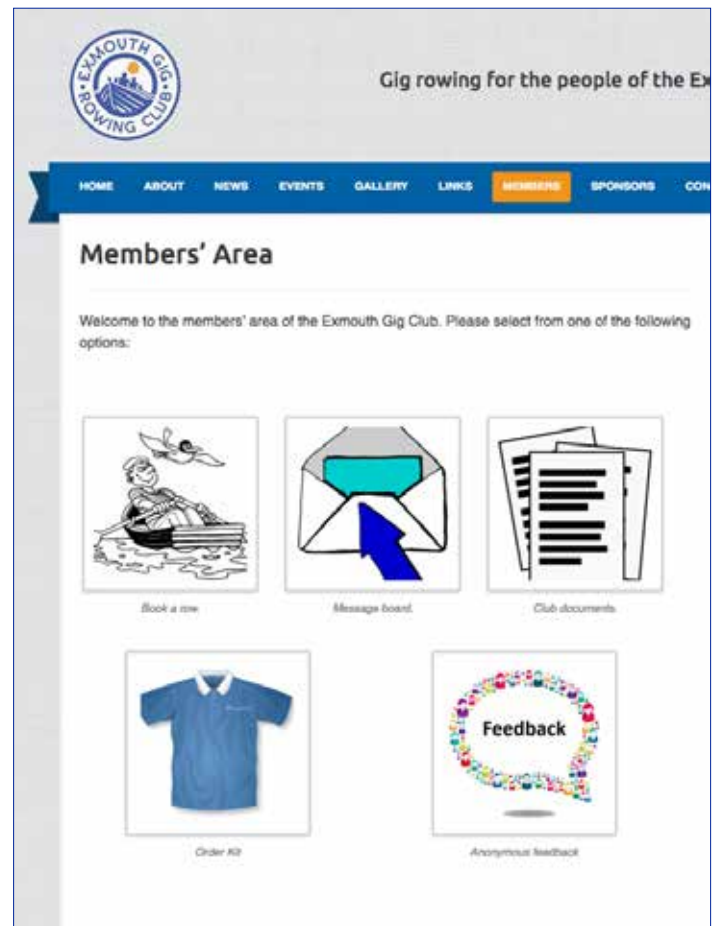 EXMOUTH GIG
ROWING CLUB
Gig rowing for the people of the Ex
HOME ABOUT NEWS EVENTS GALLERY LINKS MEMBERS SPONSORS CON
Members' Area
Welcome to the members' area of the Exmouth Gig Club. Please select from one of the following
options:
Book a row
Message board.
Club documents.
Feedback
Order Kit
Anonymous feedback